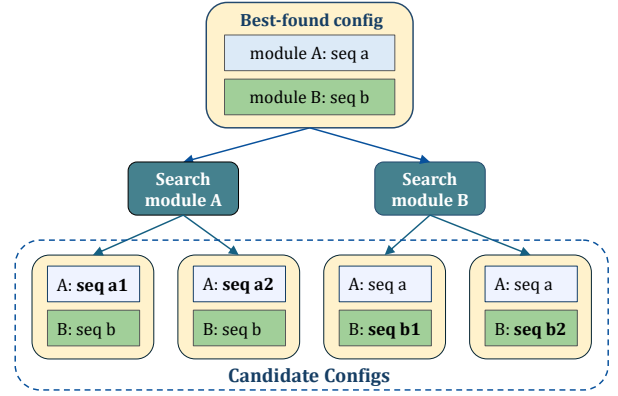 Best-found config
module A: seq a
module B: seq b
Search
module A
Search
module B
A: seq a1
B: seq b
A: seq a2
B: seq b
A: seq a
B: seq b1
A: seq a
B: seq b2
Candidate Configs